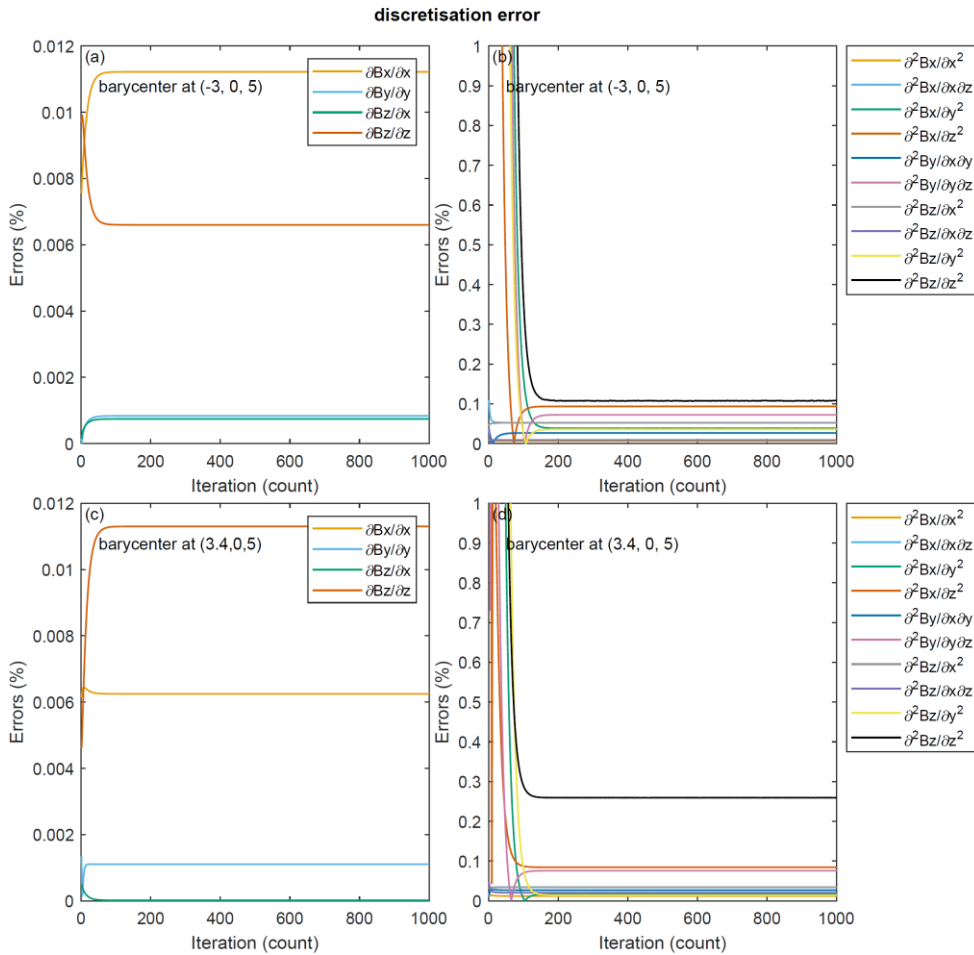 discretisation error
(a)
barycenter at (-3, 0, 5)
∂Bx/∂x
∂By/∂y
∂Bz/∂x
∂Bz/∂z
0.012
0.01
0.008
0.006
0.004
0.002
0
Errors (%)
0
200
400
600
800
1000
Iteration (count)
(b)
barycenter at (-3, 0, 5)
1
0.9
0.8
0.7
0.6
0.5
0.4
0.3
0.2
0.1
0
Errors (%)
0
200
400
600
800
1000
Iteration (count)
∂²Bx/∂x²
∂²Bx/∂x∂z
∂²Bx/∂y²
∂²Bx/∂z²
∂²By/∂x∂y
∂²By/∂y∂z
∂²Bz/∂x²
∂²Bz/∂x∂z
∂²Bz/∂y²
∂²Bz/∂z²
(c)
barycenter at (3.4,0,5)
∂Bx/∂x
∂By/∂y
∂Bz/∂x
∂Bz/∂z
0.012
0.01
0.008
0.006
0.004
0.002
0
Errors (%)
0
200
400
600
800
1000
Iteration (count)
(d)
barycenter at (3.4, 0, 5)
1
0.9
0.8
0.7
0.6
0.5
0.4
0.3
0.2
0.1
0
Errors (%)
0
200
400
600
800
1000
Iteration (count)
∂²Bx/∂x²
∂²Bx/∂x∂z
∂²Bx/∂y²
∂²Bx/∂z²
∂²By/∂x∂y
∂²By/∂y∂z
∂²Bz/∂x²
∂²Bz/∂x∂z
∂²Bz/∂y²
∂²Bz/∂z²